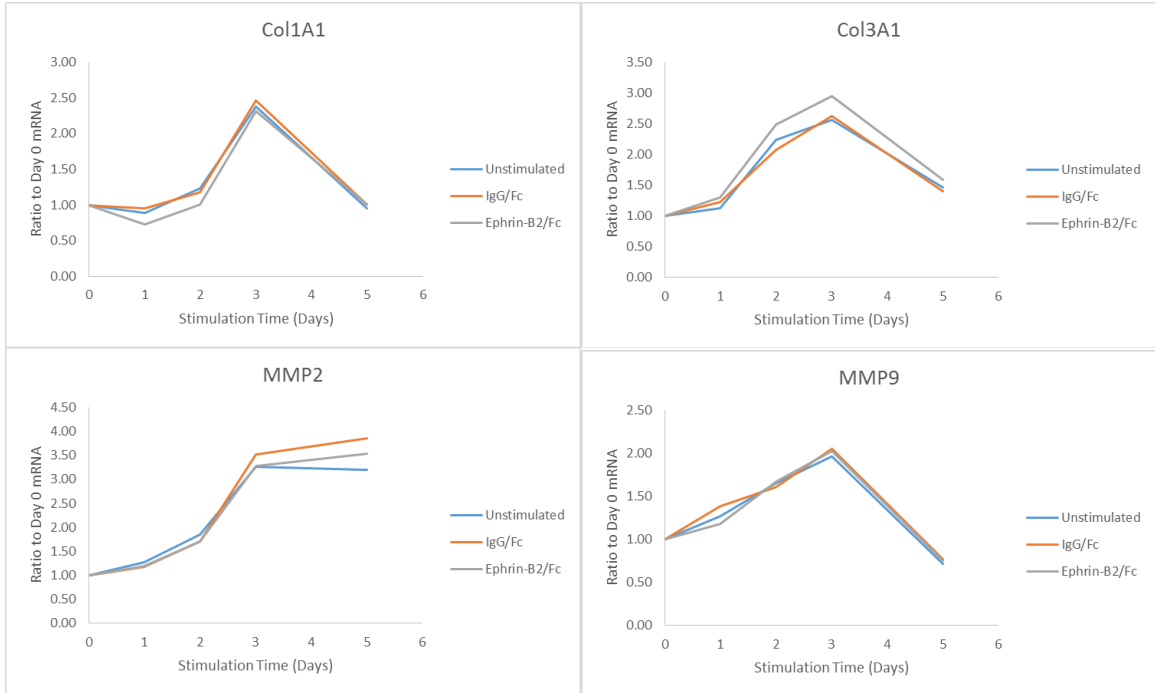 Col1A1
Ratio to Day 0 mRNA
3.00
2.50
2.00
1.50
1.00
0.50
0.00
0 1 2 3 4 5 6
Stimulation Time (Days)
Unstimulated
IgG/Fc
Ephrin-B2/Fc
Col3A1
Ratio to Day 0 mRNA
3.50
3.00
2.50
2.00
1.50
1.00
0.50
0.00
0 1 2 3 4 5 6
Stimulation Time (Days)
Unstimulated
IgG/Fc
Ephrin-B2/Fc
MMP2
Ratio to Day 0 mRNA
4.50
4.00
3.50
3.00
2.50
2.00
1.50
1.00
0.50
0.00
0 1 2 3 4 5 6
Stimulation Time (Days)
Unstimulated
IgG/Fc
Ephrin-B2/Fc
MMP9
Ratio to Day 0 mRNA
2.50
2.00
1.50
1.00
0.50
0.00
0 1 2 3 4 5 6
Stimulation Time (Days)
Unstimulated
IgG/Fc
Ephrin-B2/Fc